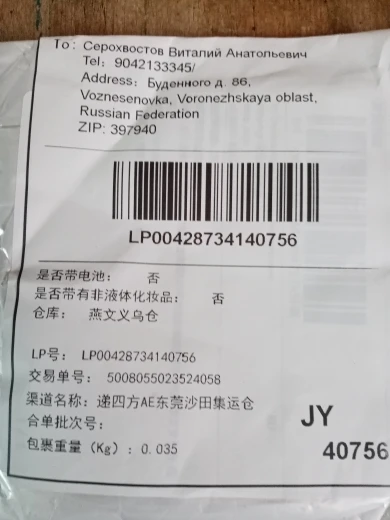 To: Серохвостов Виталий Анатольевич
Tel: 9042133345/
Address: Буденного д. 86,
Voznesenovka, Voronezhskaya oblast,
Russian Federation
ZIP: 397940
LP00428734140756
是否带电池： 否
是否带有非液体化妆品： 否
仓库： 燕文义乌仓
LP号： LP00428734140756
交易单号： 5008055023524058
渠道名称：递四方AE东莞沙田集运仓
合单批次号：
包裹重量（Kg）：0.035
JY
40756